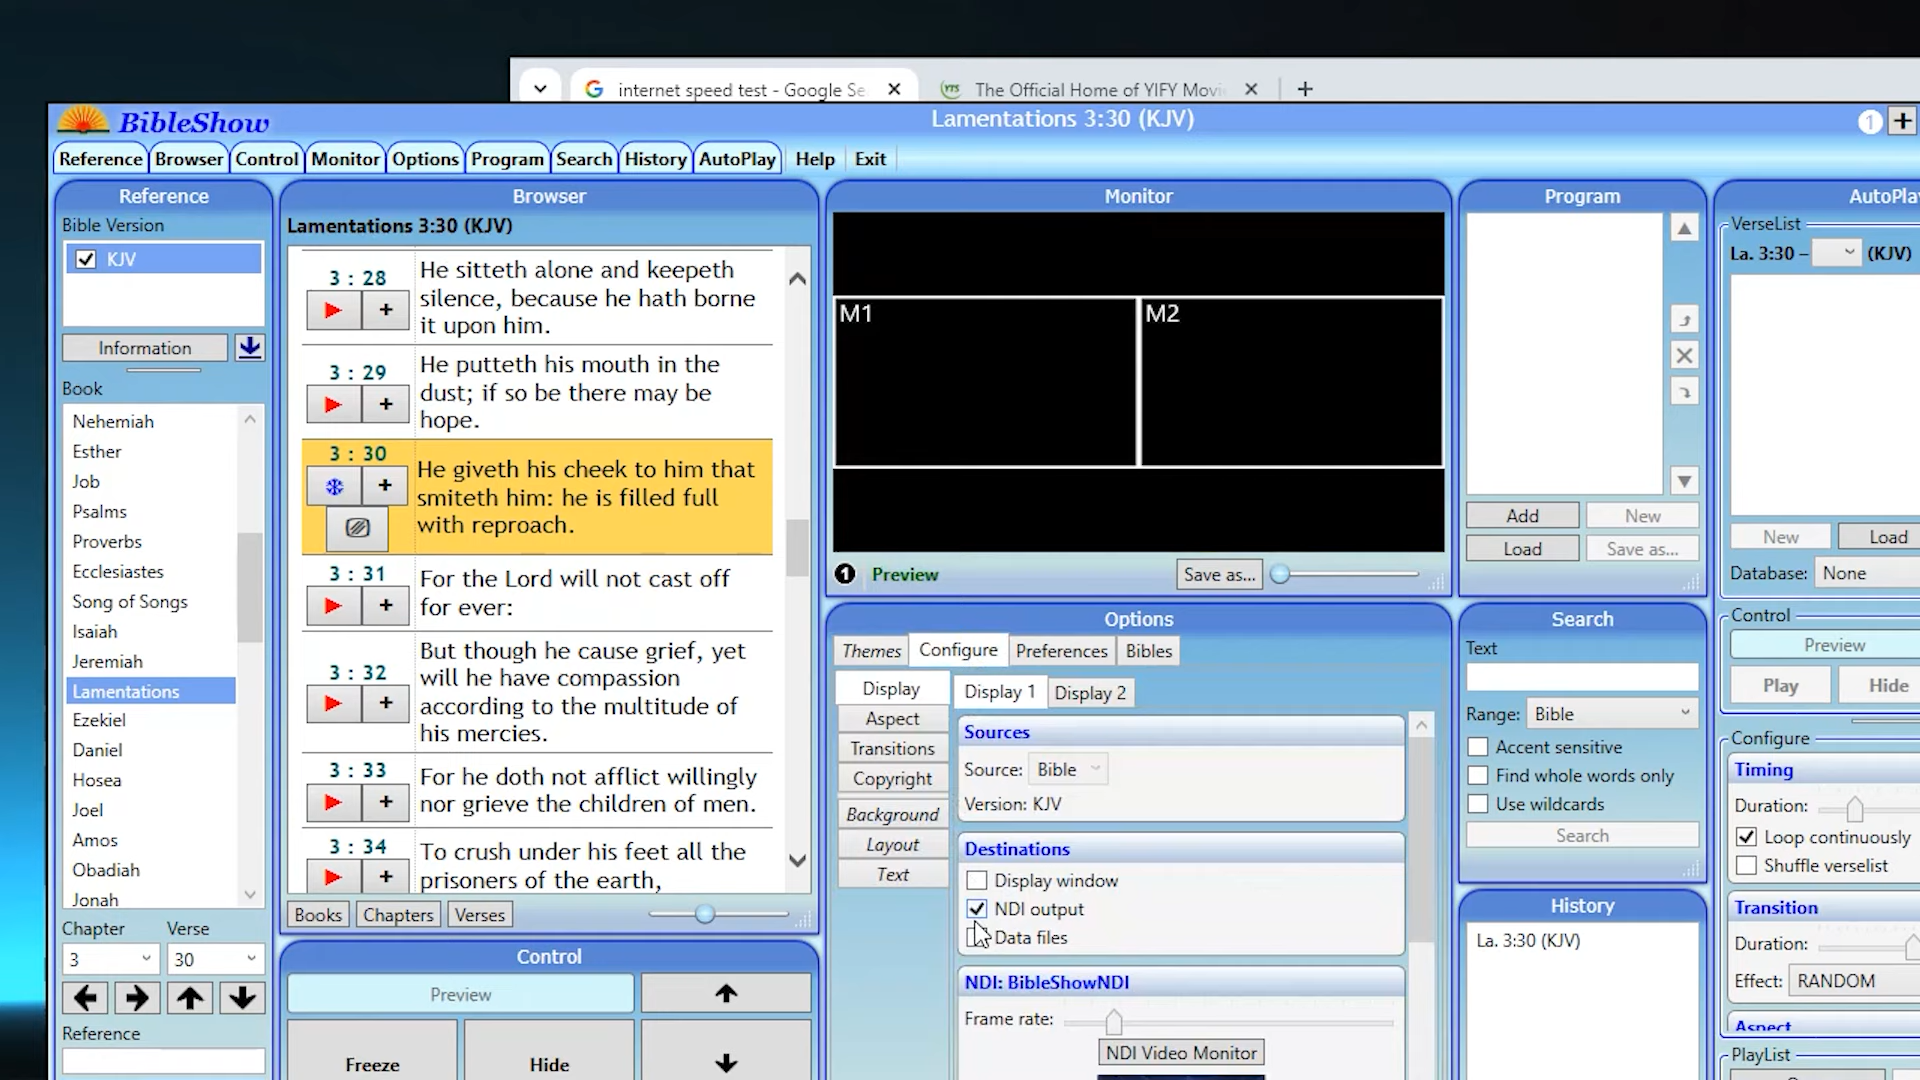 internet speed test - Google Se
The Official Home of YIFY Movi
BibleShow
Lamentations 3:30 (KJV)
1
Reference
Browser
Control
Monitor
Options
Program
Search
History
AutoPlay
Help
Exit
Reference
Bible Version
KJV
Information
Book
Nehemiah
Esther
Job
Psalms
Proverbs
Ecclesiastes
Song of Songs
Isaiah
Jeremiah
Lamentations
Ezekiel
Daniel
Hosea
Joel
Amos
Obadiah
Jonah
Chapter
Verse
3
30
Reference
Browser
Lamentations 3:30 (KJV)
3 : 28
He sitteth alone and keepeth
silence, because he hath borne
it upon him.
3 : 29
He putteth his mouth in the
dust; if so be there may be
hope.
3 : 30
He giveth his cheek to him that
smiteth him: he is filled full
with reproach.
3 : 31
For the Lord will not cast off
for ever:
3 : 32
But though he cause grief, yet
will he have compassion
according to the multitude of
his mercies.
3 : 33
For he doth not afflict willingly
nor grieve the children of men.
3 : 34
To crush under his feet all the
prisoners of the earth,
Books
Chapters
Verses
Control
Preview
Freeze
Hide
Monitor
M1
M2
1
Preview
Save as...
Options
Themes
Configure
Preferences
Bibles
Display
Aspect
Transitions
Copyright
Background
Layout
Text
Display 1
Display 2
Sources
Source: Bible
Version: KJV
Destinations
Display window
NDI output
Data files
NDI: BibleShowNDI
Frame rate:
NDI Video Monitor
Program
Add
New
Load
Save as...
Search
Text
Range: Bible
Accent sensitive
Find whole words only
Use wildcards
Search
History
La. 3:30 (KJV)
AutoPlay
VerseList
La. 3:30 –
(KJV)
New
Load
Database: None
Control
Preview
Play
Hide
Configure
Timing
Duration:
Loop continuously
Shuffle verselist
Transition
Duration:
Effect: RANDOM
Aspect
PlayList